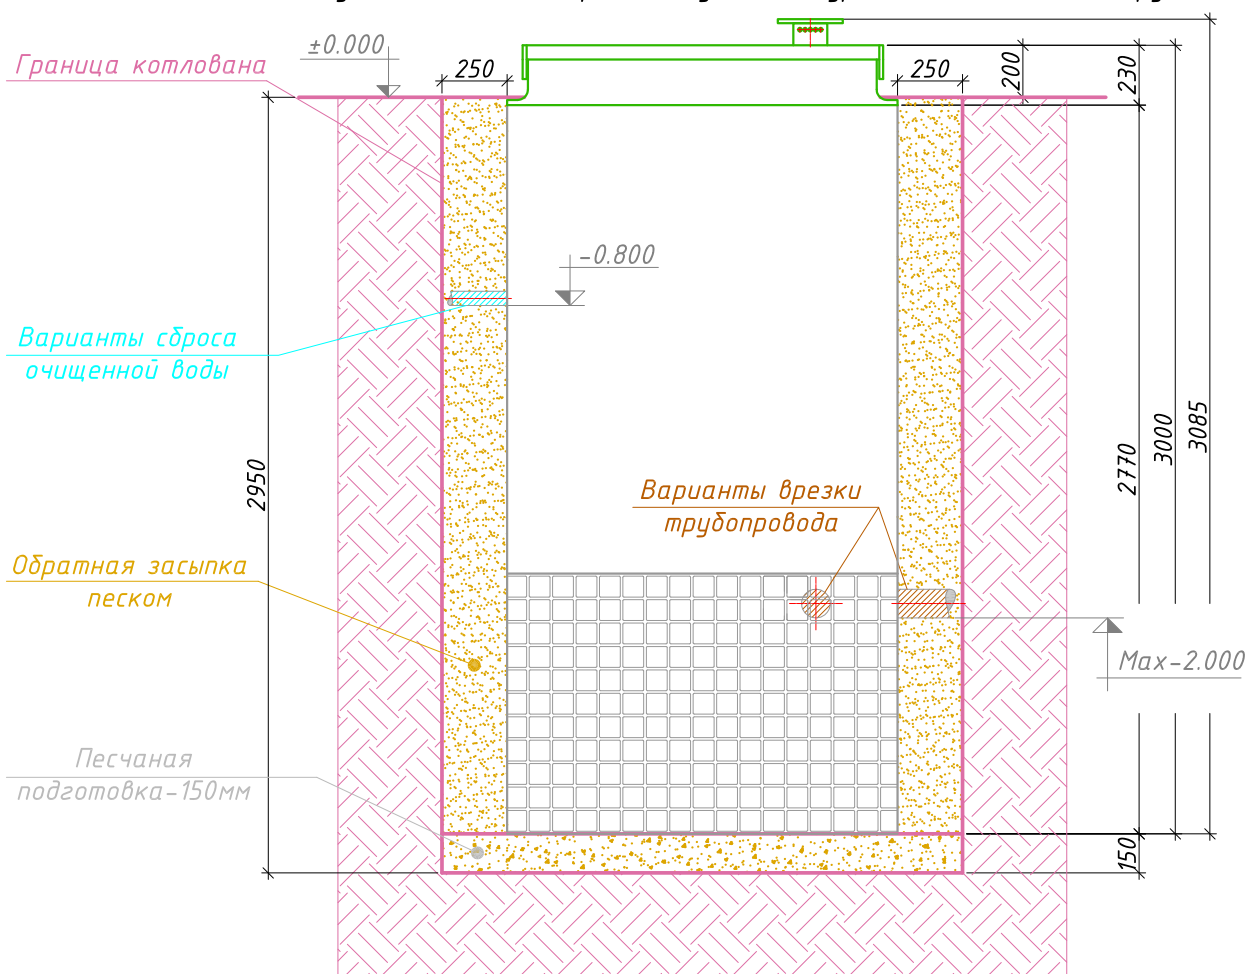 ±0.000
Граница котлована
250
250
200
230
-0.800
Варианты сброса
очищенной воды
2950
2770
3000
3085
Варианты врезки
трубопровода
Обратная засыпка
песком
Max-2.000
Песчаная
подготовка-150мм
150